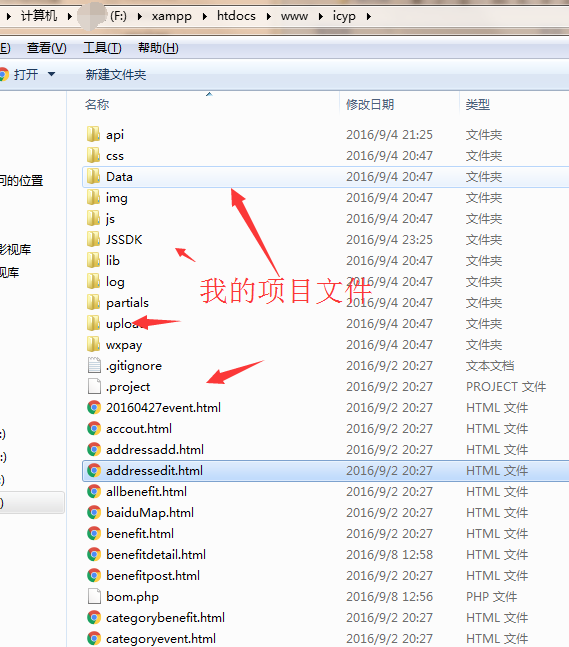 计算机 (F:) xampp htdocs www icyp
E) 查看(V) 工具(T) 帮助(H)
打开 新建文件夹
名称 修改日期 类型
api 2016/9/4 21:25 文件夹
css 2016/9/4 20:47 文件夹
Data 2016/9/4 20:47 文件夹
img 2016/9/4 20:47 文件夹
js 2016/9/4 20:47 文件夹
JSSDK 2016/9/4 23:25 文件夹
lib 2016/9/4 20:47 文件夹
log 2016/9/4 20:47 文件夹
partials 2016/9/4 20:47 文件夹
upload 2016/9/4 20:47 文件夹
wxpay 2016/9/4 20:47 文件夹
.gitignore 2016/9/2 20:27 文本文档
.project 2016/9/2 20:27 PROJECT 文件
20160427event.html 2016/9/2 20:27 HTML 文件
accout.html 2016/9/2 20:27 HTML 文件
addressadd.html 2016/9/2 20:27 HTML 文件
addressedit.html 2016/9/2 20:27 HTML 文件
allbenefit.html 2016/9/2 20:27 HTML 文件
baiduMap.html 2016/9/2 20:27 HTML 文件
benefit.html 2016/9/2 20:27 HTML 文件
benefitdetail.html 2016/9/8 12:58 HTML 文件
benefitpost.html 2016/9/2 20:27 HTML 文件
bom.php 2016/9/8 12:56 PHP 文件
categorybenefit.html 2016/9/2 20:27 HTML 文件
categoryevent.html 2016/9/2 20:27 HTML 文件
问的位置
影视库
视库
:)
:)
:)
)
我的项目文件